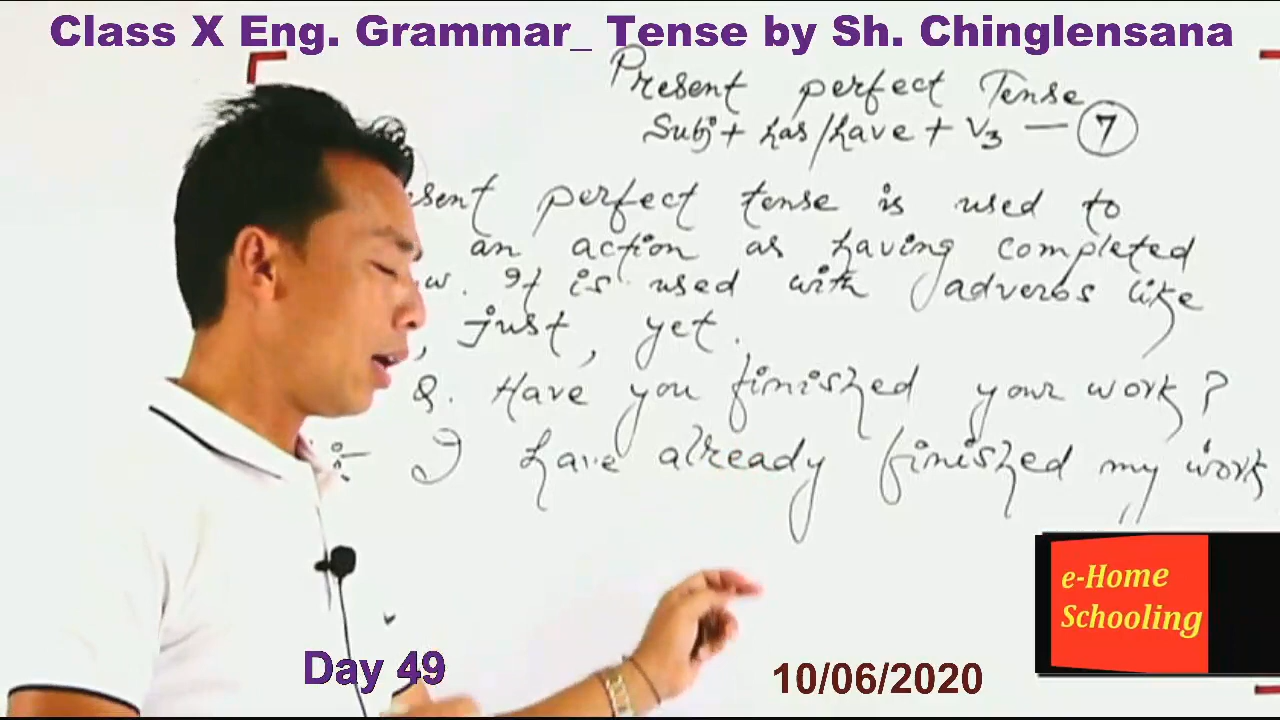 Class X Eng. Grammar_ Tense by Sh. Chinglensana
Present perfect Tense
Subj + has/have + V3 — 7
perfect tense is used to
an action as having completed
It is used with adverbs like
, just, yet.
Q. Have you finished your work?
:- I have already finished my work
e-Home
Schooling
Day 49
10/06/2020